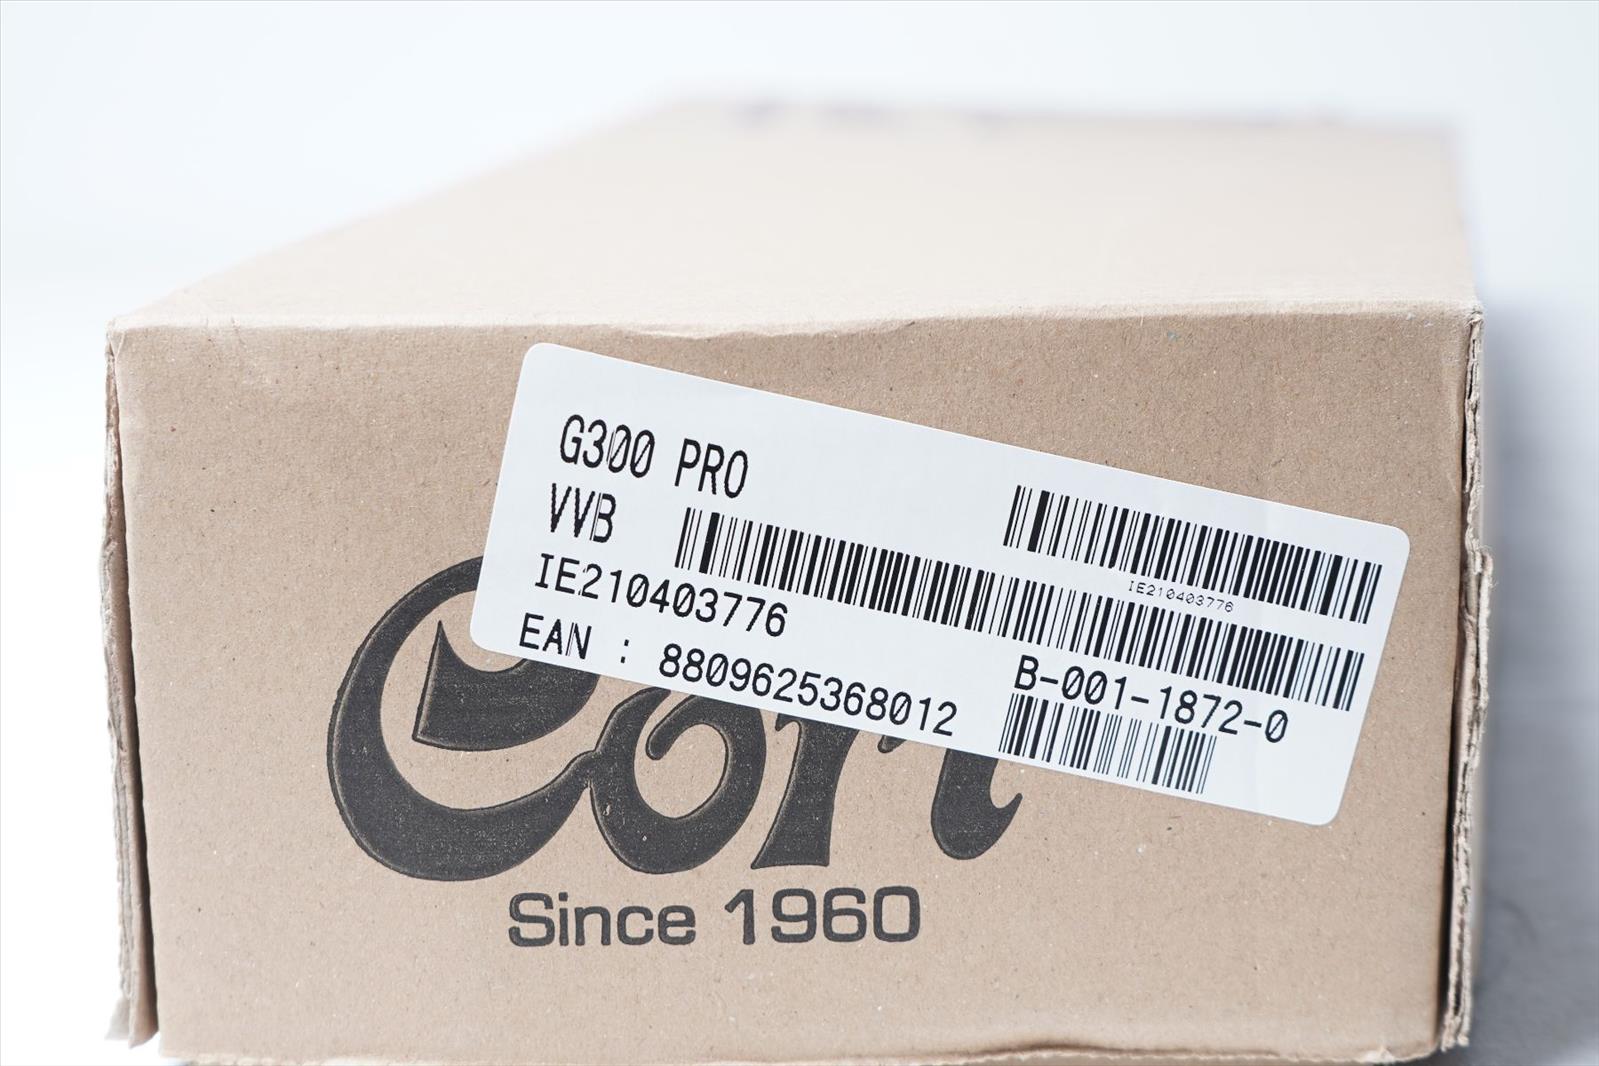 G300 PRO
VVB
IE210403776
IE210403776
EAN : 8809625368012
B-001-1872-0
Cort
Since 1960